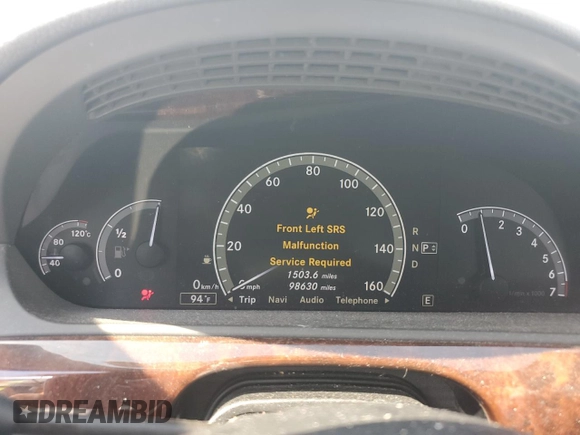 80
60
100
120°C
80
40
1/2
0
40
120
20
140
0 mph
160
Front Left SRS
Malfunction
Service Required
1503.6 miles
98630 miles
0 km/h
94°F
Trip Navi Audio Telephone
R
N P
D
E
0
1
2
3
4
5
6
7
DREAMBID